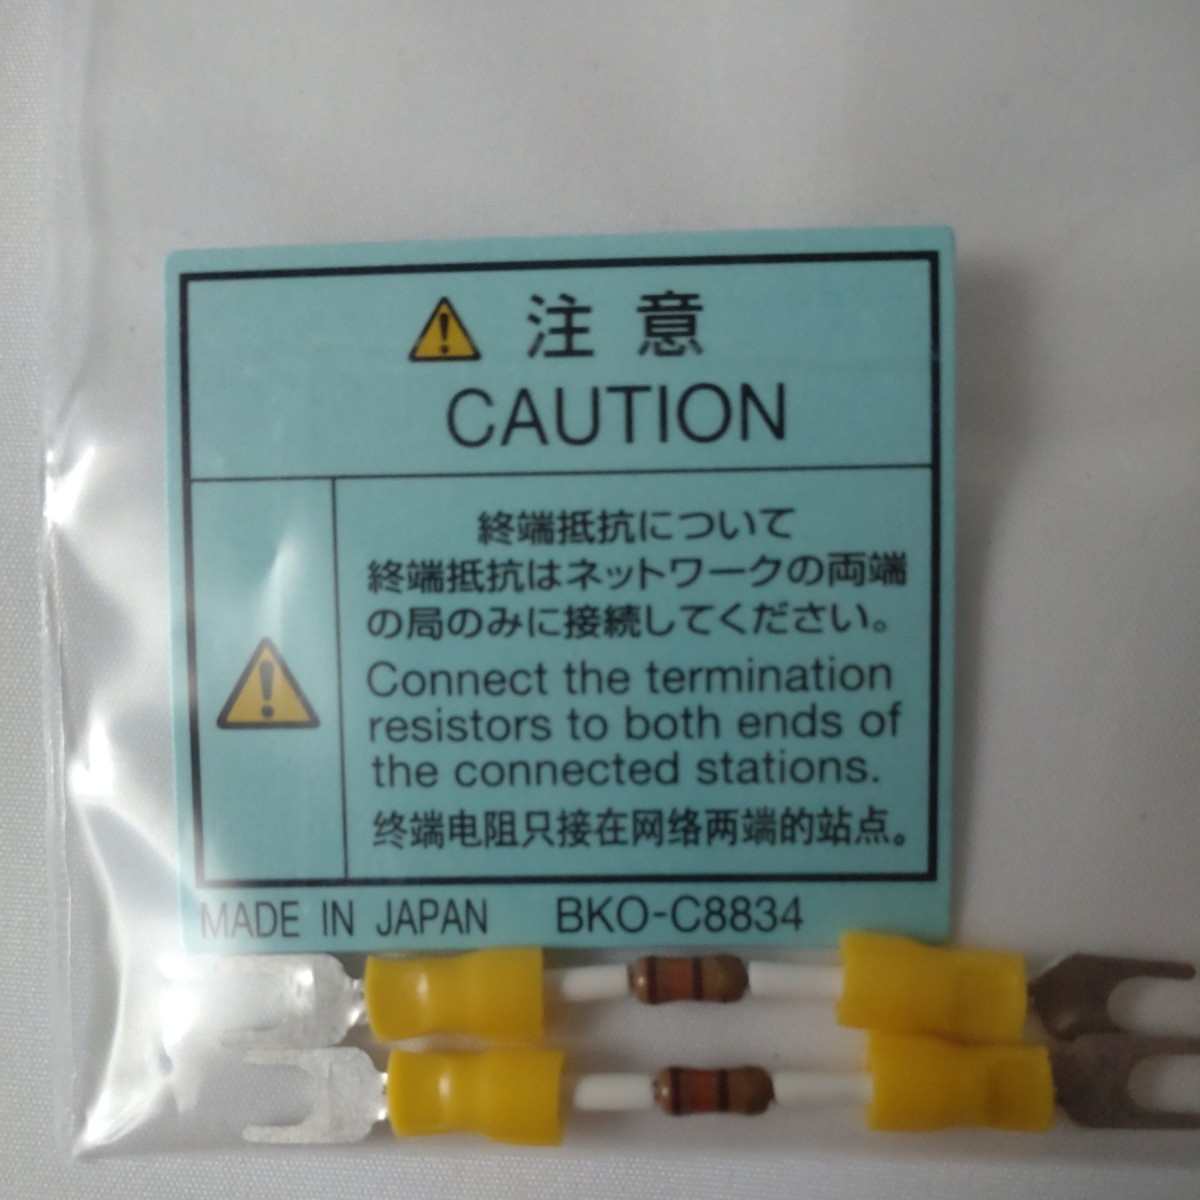 注意
CAUTION
終端抵抗について
終端抵抗はネットワークの両端
の局のみに接続してください。
Connect the termination
resistors to both ends of
the connected stations.
终端电阻只接在网络两端的站点。
MADE IN JAPAN BKO-C8834